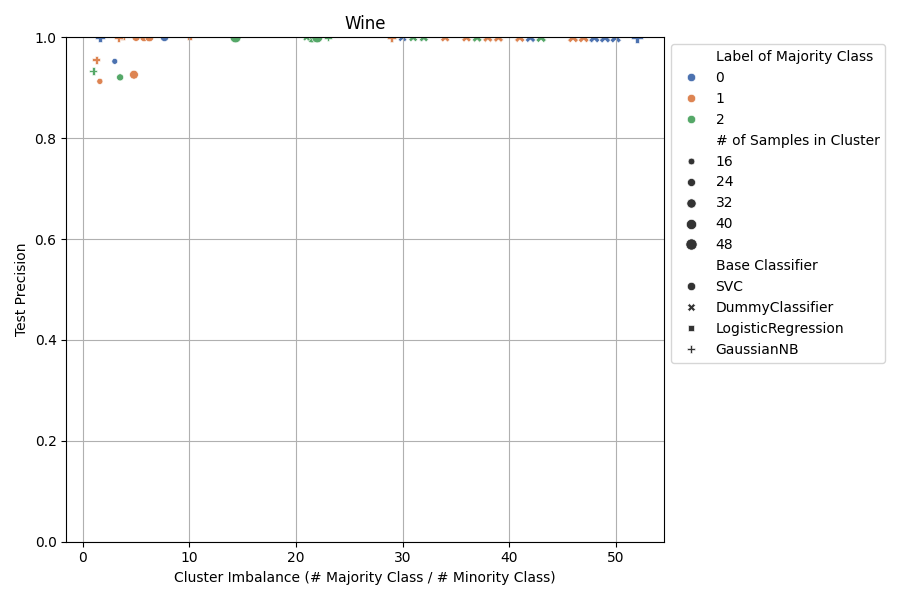 Wine
1.0
0.8
0.6
0.4
0.2
0.0
Test Precision
0
10
20
30
40
50
Cluster Imbalance (# Majority Class / # Minority Class)
Label of Majority Class
0
1
2
# of Samples in Cluster
16
24
32
40
48
Base Classifier
SVC
DummyClassifier
LogisticRegression
GaussianNB